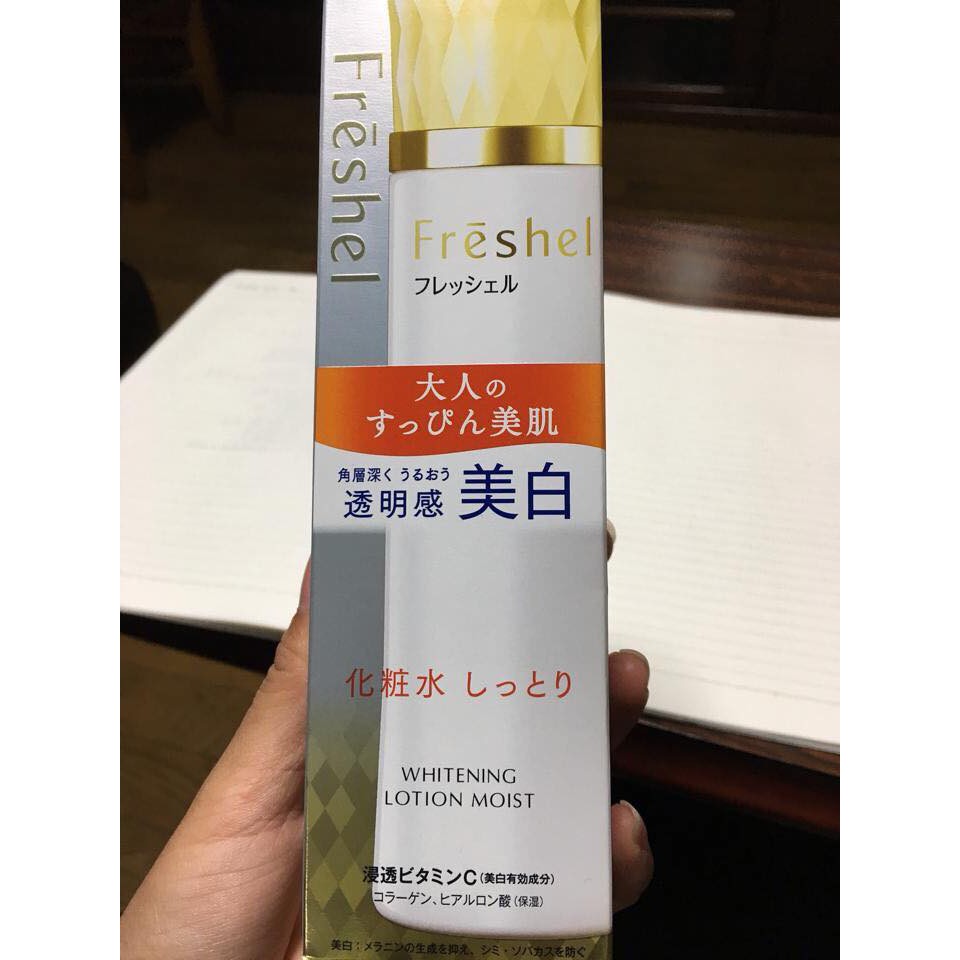 Frēshel
Frēshel
フレッシェル
大人の
すっぴん美肌
角層深く うるおう
透明感 美白
化粧水 しっとり
WHITENING
LOTION MOIST
浸透ビタミンC(美白有効成分)
コラーゲン、ヒアルロン酸(保湿)
美白:メラニンの生成を抑え、シミ・ソバカスを防ぐ